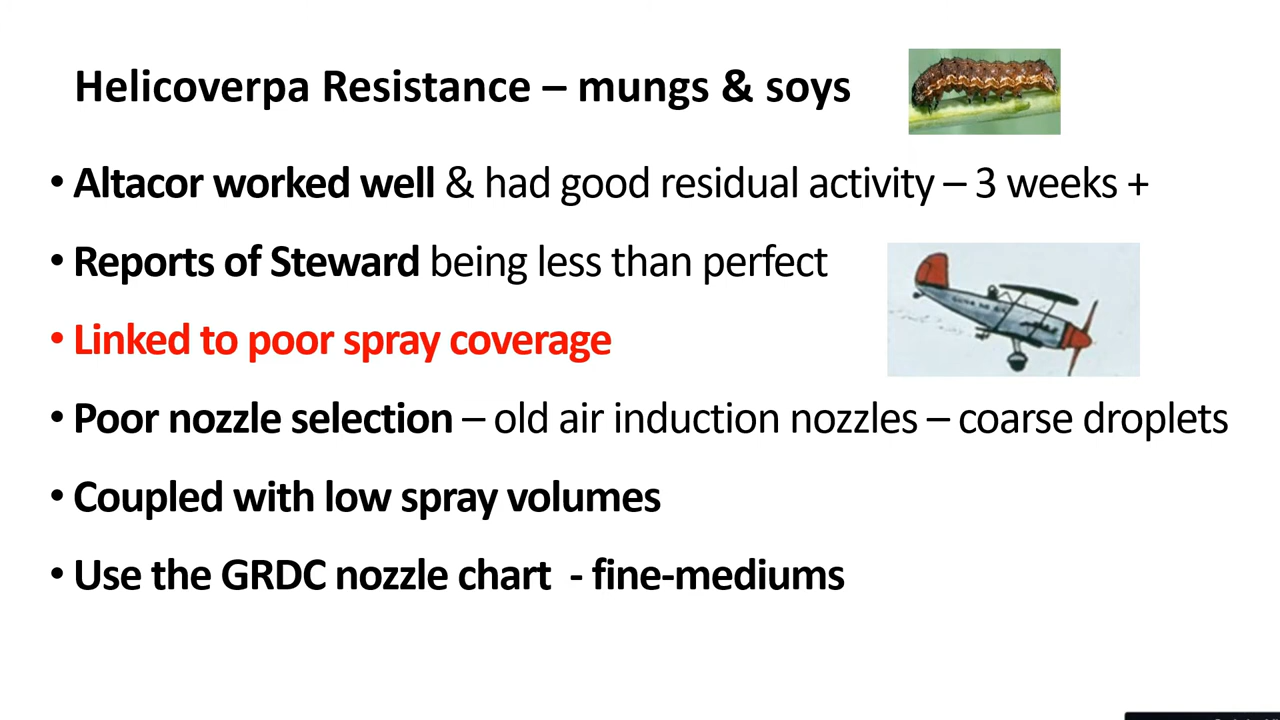 Helicoverpa Resistance – mungs & soys
• Altacor worked well & had good residual activity – 3 weeks +
• Reports of Steward being less than perfect
• Linked to poor spray coverage
• Poor nozzle selection – old air induction nozzles – coarse droplets
• Coupled with low spray volumes
• Use the GRDC nozzle chart - fine-mediums